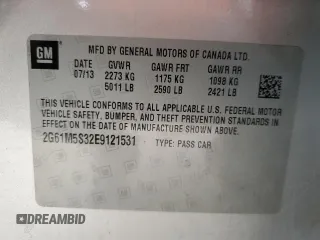 GM
MFD BY GENERAL MOTORS OF CANADA LTD.
DATE GVWR GAWR FRT GAWR RR
07/13 2273 KG 1175 KG 1098 KG
5011 LB 2590 LB 2421 LB
THIS VEHICLE CONFORMS TO ALL APPLICABLE U.S. FEDERAL MOTOR
VEHICLE SAFETY, BUMPER, AND THEFT PREVENTION STANDARDS IN
EFFECT ON THE DATE OF MANUFACTURE SHOWN ABOVE.
2G61M5S32E9121531 TYPE: PASS CAR
AUTOBIDMASTER